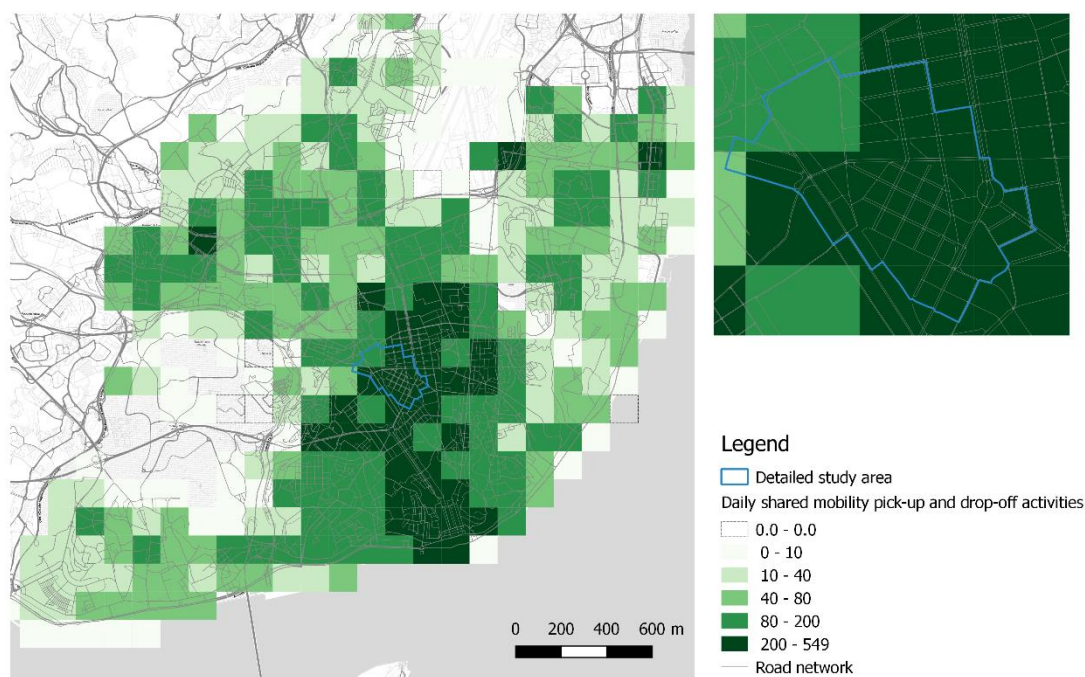 0 200 400 600 m
Legend
Detailed study area
Daily shared mobility pick-up and drop-off activities
0.0 - 0.0
0 - 10
10 - 40
40 - 80
80 - 200
200 - 549
Road network